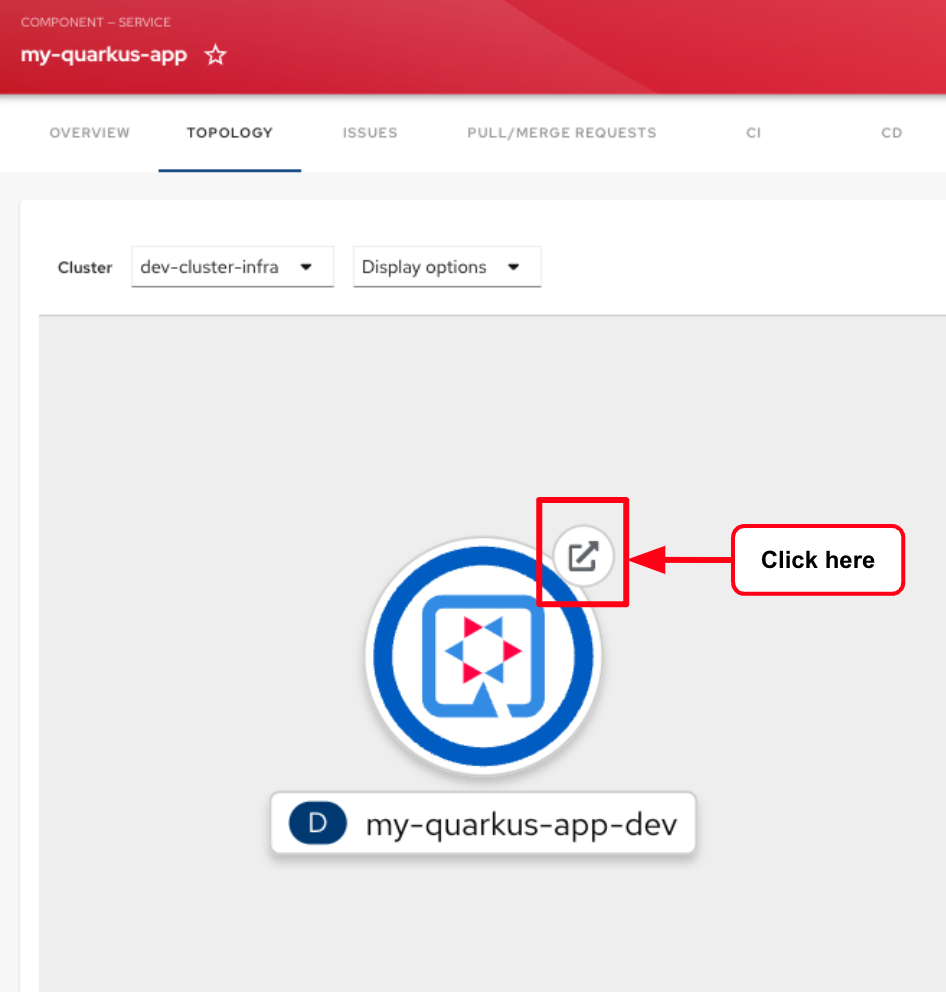 COMPONENT – SERVICE
my-quarkus-app
OVERVIEW TOPOLOGY ISSUES PULL/MERGE REQUESTS CI CD
Cluster dev-cluster-infra Display options
Click here
D my-quarkus-app-dev